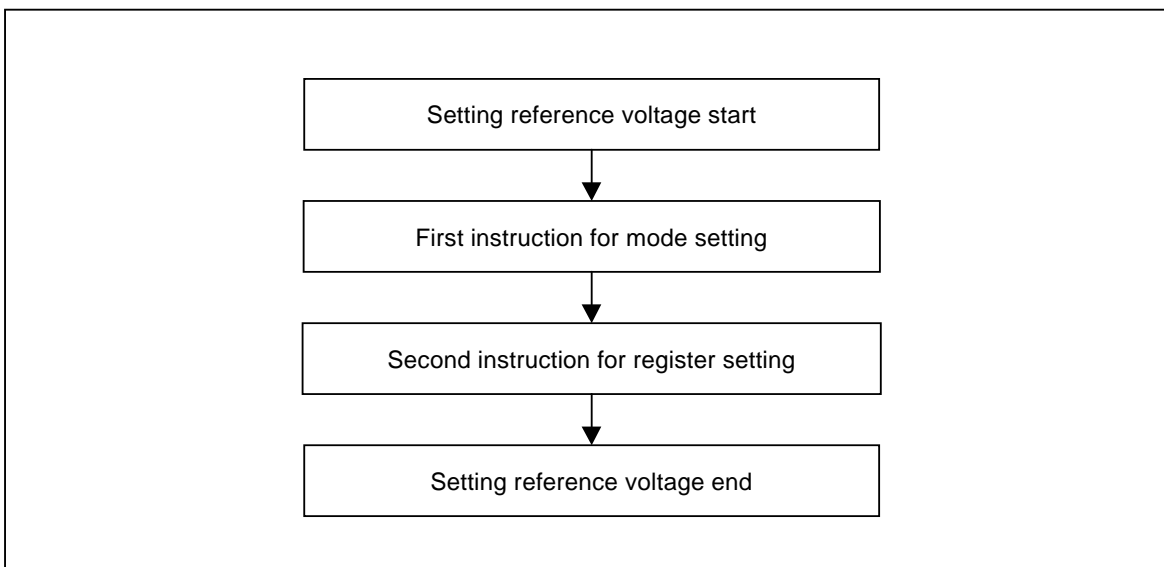 Setting reference voltage start
First instruction for mode setting
Second instruction for register setting
Setting reference voltage end